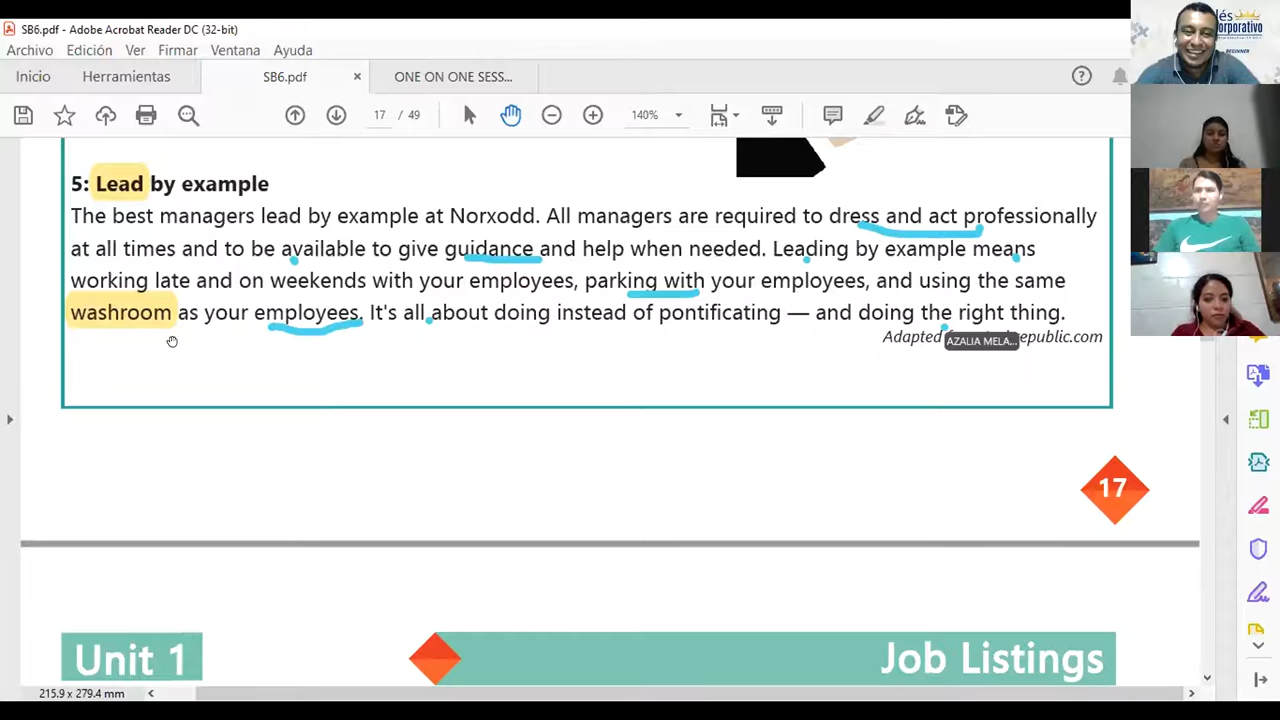 SB6.pdf - Adobe Acrobat Reader DC (32-bit)
Archivo Edición Ver Firmar Ventana Ayuda
Inicio Herramientas SB6.pdf × ONE ON ONE SESS...
17 / 49 140%
5: Lead by example
The best managers lead by example at Norxodd. All managers are required to dress and act professionally
at all times and to be available to give guidance and help when needed. Leading by example means
working late and on weekends with your employees, parking with your employees, and using the same
washroom as your employees. It's all about doing instead of pontificating — and doing the right thing.
Adapted republic.com
AZALIA MELA...
17
Unit 1 Job Listings
215.9 x 279.4 mm
lés
orporativo
BEGINNER